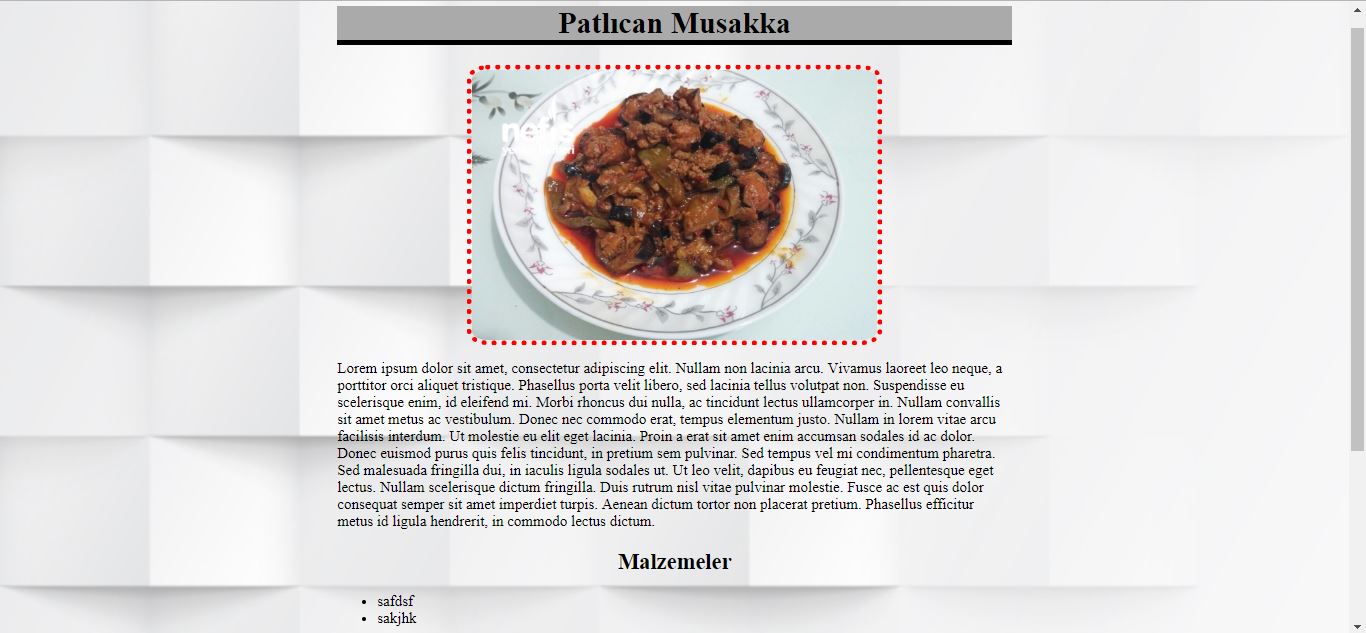 Patlıcan Musakka
Lorem ipsum dolor sit amet, consectetur adipiscing elit. Nullam non lacinia arcu. Vivamus laoreet leo neque, a
porttitor orci aliquet tristique. Phasellus porta velit libero, sed lacinia tellus volutpat non. Suspendisse eu
scelerisque enim, id eleifend mi. Morbi rhoncus dui nulla, ac tincidunt lectus ullamcorper in. Nullam convallis
sit amet metus ac vestibulum. Donec nec commodo erat, tempus elementum justo. Nullam in lorem vitae arcu
facilisis interdum. Ut molestie eu elit eget lacinia. Proin a erat sit amet enim accumsan sodales id ac dolor.
Donec euismod purus quis felis tincidunt, in pretium sem pulvinar. Sed tempus vel mi condimentum pharetra.
Sed malesuada fringilla dui, in iaculis ligula sodales ut. Ut leo velit, dapibus eu feugiat nec, pellentesque eget
lectus. Nullam scelerisque dictum fringilla. Duis rutrum nisl vitae pulvinar molestie. Fusce ac est quis dolor
consequat semper sit amet imperdiet turpis. Aenean dictum tortor non placerat pretium. Phasellus efficitur
metus id ligula hendrerit, in commodo lectus dictum.
Malzemeler
• safdsf
• sakjhk